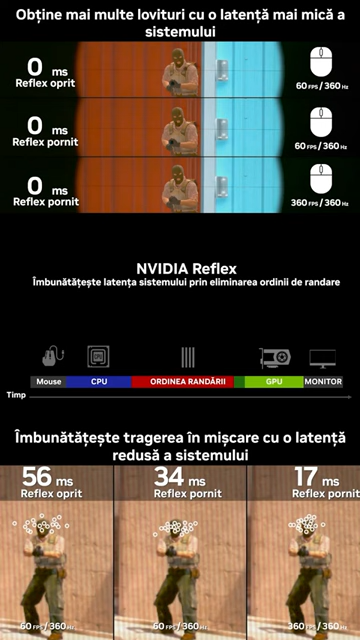 Obține mai multe lovituri cu o latență mai mică a
sistemului
0 ms
Reflex oprit
60 FPS / 360 Hz
0 ms
Reflex pornit
60 FPS / 360 Hz
0 ms
Reflex pornit
360 FPS / 360 Hz
NVIDIA Reflex
Îmbunătățește latența sistemului prin eliminarea ordinii de randare
CPU
Mouse CPU ORDINEA RANDĂRII GPU MONITOR
Timp
Îmbunătățește tragerea în mișcare cu o latență
redusă a sistemului
56 ms
Reflex oprit
34 ms
Reflex pornit
17 ms
Reflex pornit
60 FPS / 360 Hz
60 FPS / 360 Hz
360 FPS / 360 Hz